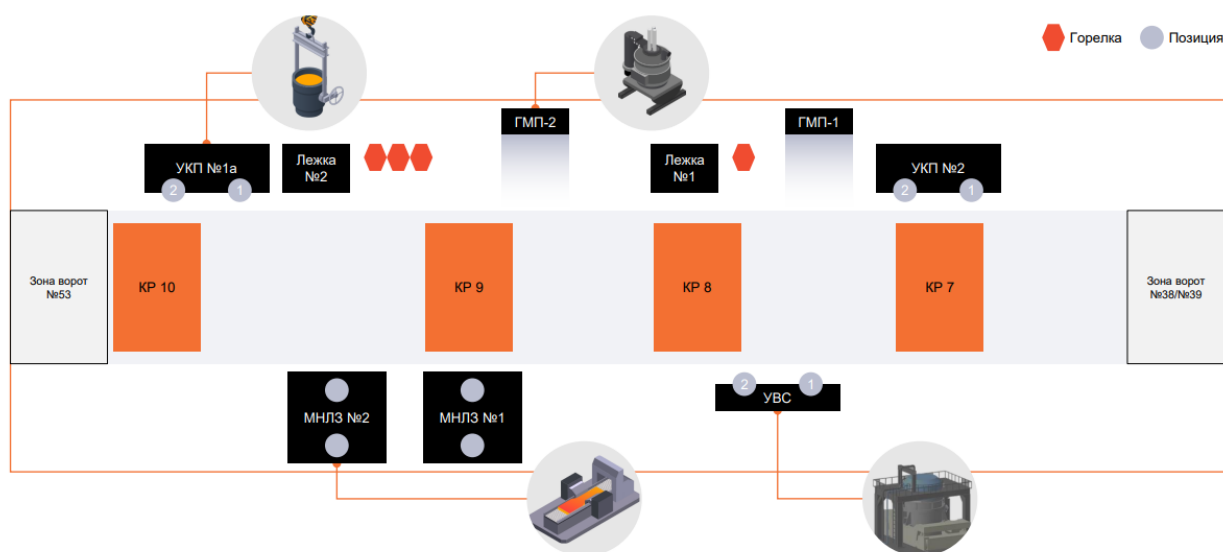 Горелка
Позиция
ГМП-2
ГМП-1
УКП №1а
2
1
Лежка
№2
Лежка
№1
УКП №2
2
1
Зона ворот
№53
КР 10
КР 9
КР 8
КР 7
Зона ворот
№38/№39
МНЛЗ №2
МНЛЗ №1
2
1
УВС